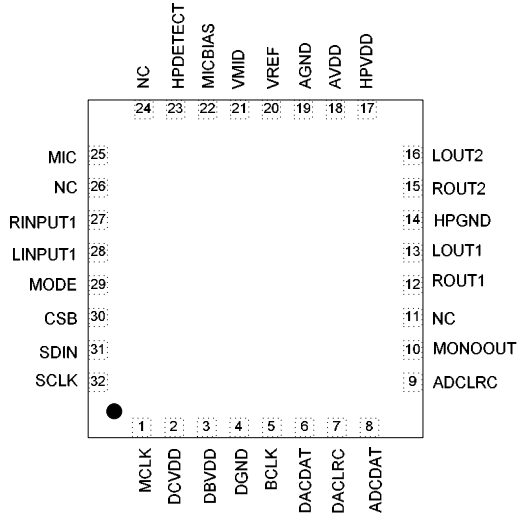 NC
HPDETECT
MICBIAS
VMID
VREF
AGND
AVDD
HPVDD
24
23
22
21
20
19
18
17
MIC 25
NC 26
RINPUT1 27
LINPUT1 28
MODE 29
CSB 30
SDIN 31
SCLK 32
16 LOUT2
15 ROUT2
14 HPGND
13 LOUT1
12 ROUT1
11 NC
10 MONOOUT
9 ADCLRC
1
2
3
4
5
6
7
8
MCLK
DCVDD
DBVDD
DGND
BCLK
DACDAT
DACLRC
ADCDAT